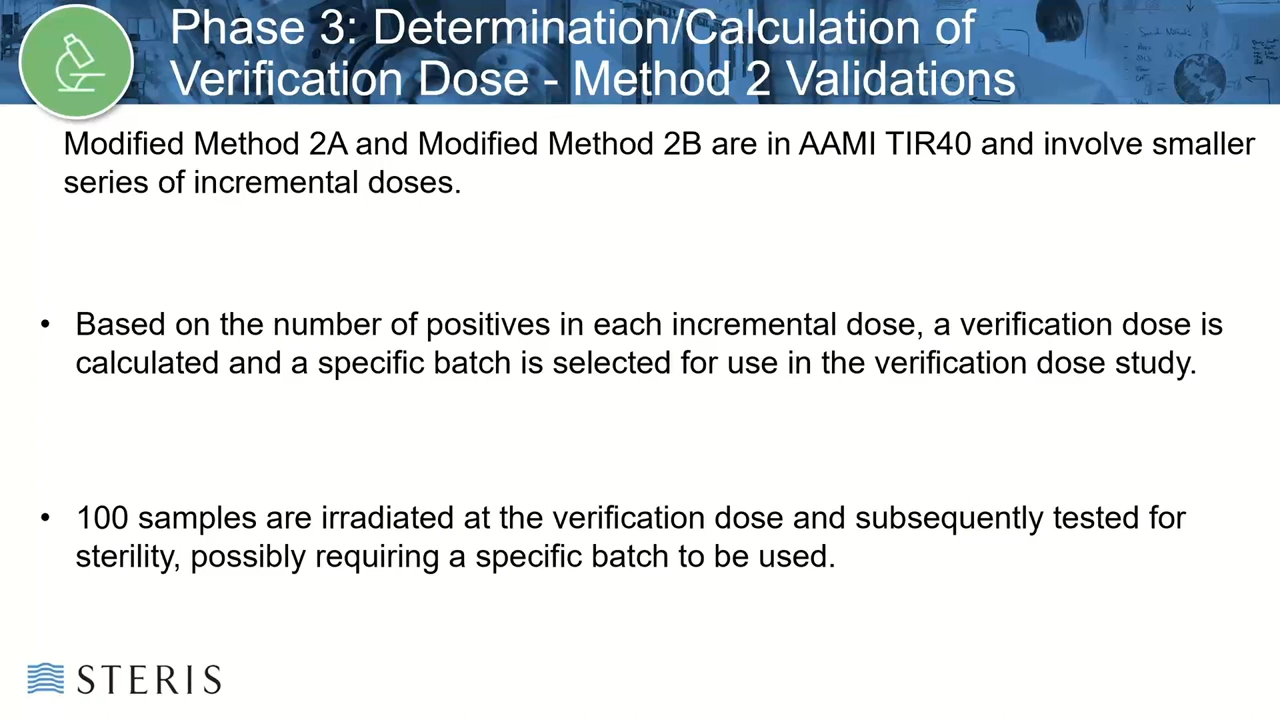 Phase 3: Determination/Calculation of
Verification Dose - Method 2 Validations
Modified Method 2A and Modified Method 2B are in AAMI TIR40 and involve smaller
series of incremental doses.
• Based on the number of positives in each incremental dose, a verification dose is
calculated and a specific batch is selected for use in the verification dose study.
• 100 samples are irradiated at the verification dose and subsequently tested for
sterility, possibly requiring a specific batch to be used.
STERIS